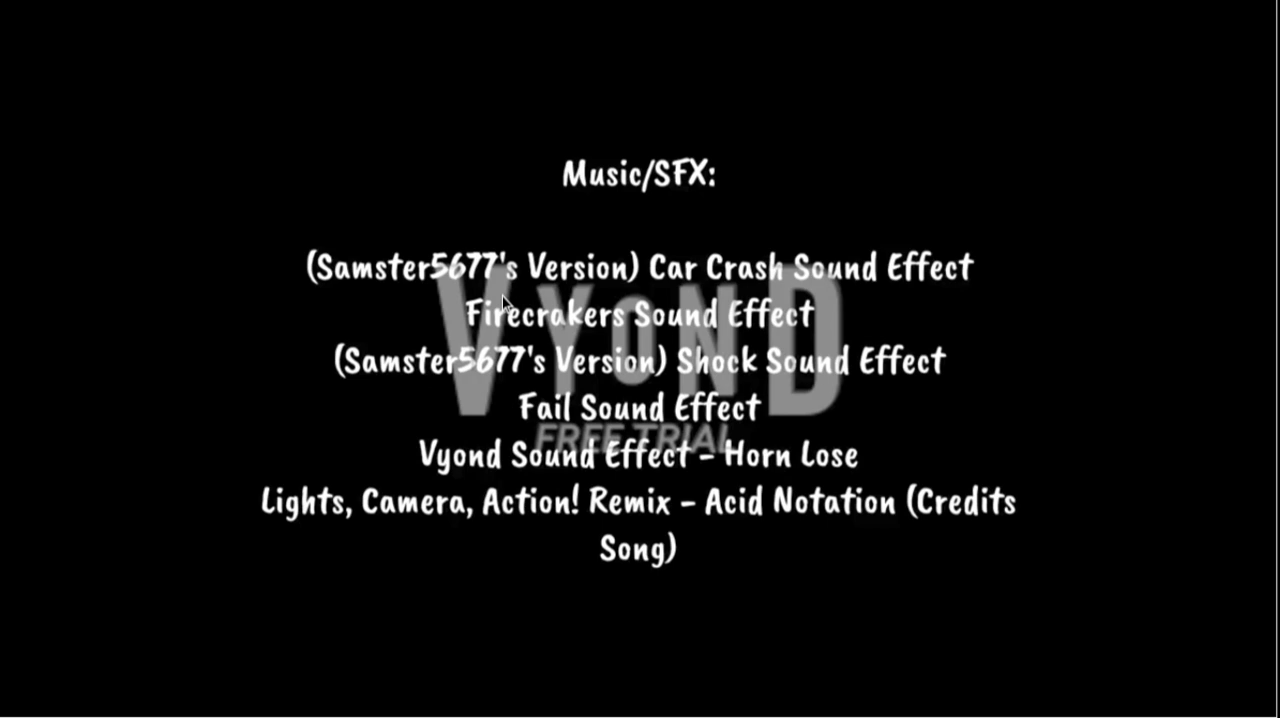 Music/SFX:
(Samster5677's Version) Car Crash Sound Effect
Firecrakers Sound Effect
(Samster5677's Version) Shock Sound Effect
Fail Sound Effect
Vyond Sound Effect - Horn Lose
Lights, Camera, Action! Remix - Acid Notation (Credits
Song)
VYOND
FREE TRIAL